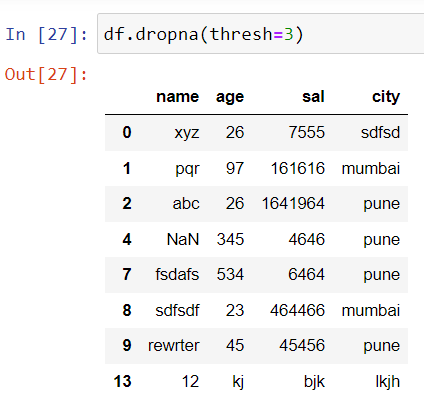 In [27]: df.dropna(thresh=3)
Out[27]:
name age sal city
0 xyz 26 7555 sdfsd
1 pqr 97 161616 mumbai
2 abc 26 1641964 pune
4 NaN 345 4646 pune
7 fsdafs 534 6464 pune
8 sdfsdf 23 464466 mumbai
9 rewrter 45 45456 pune
13 12 kj bjk lkjh